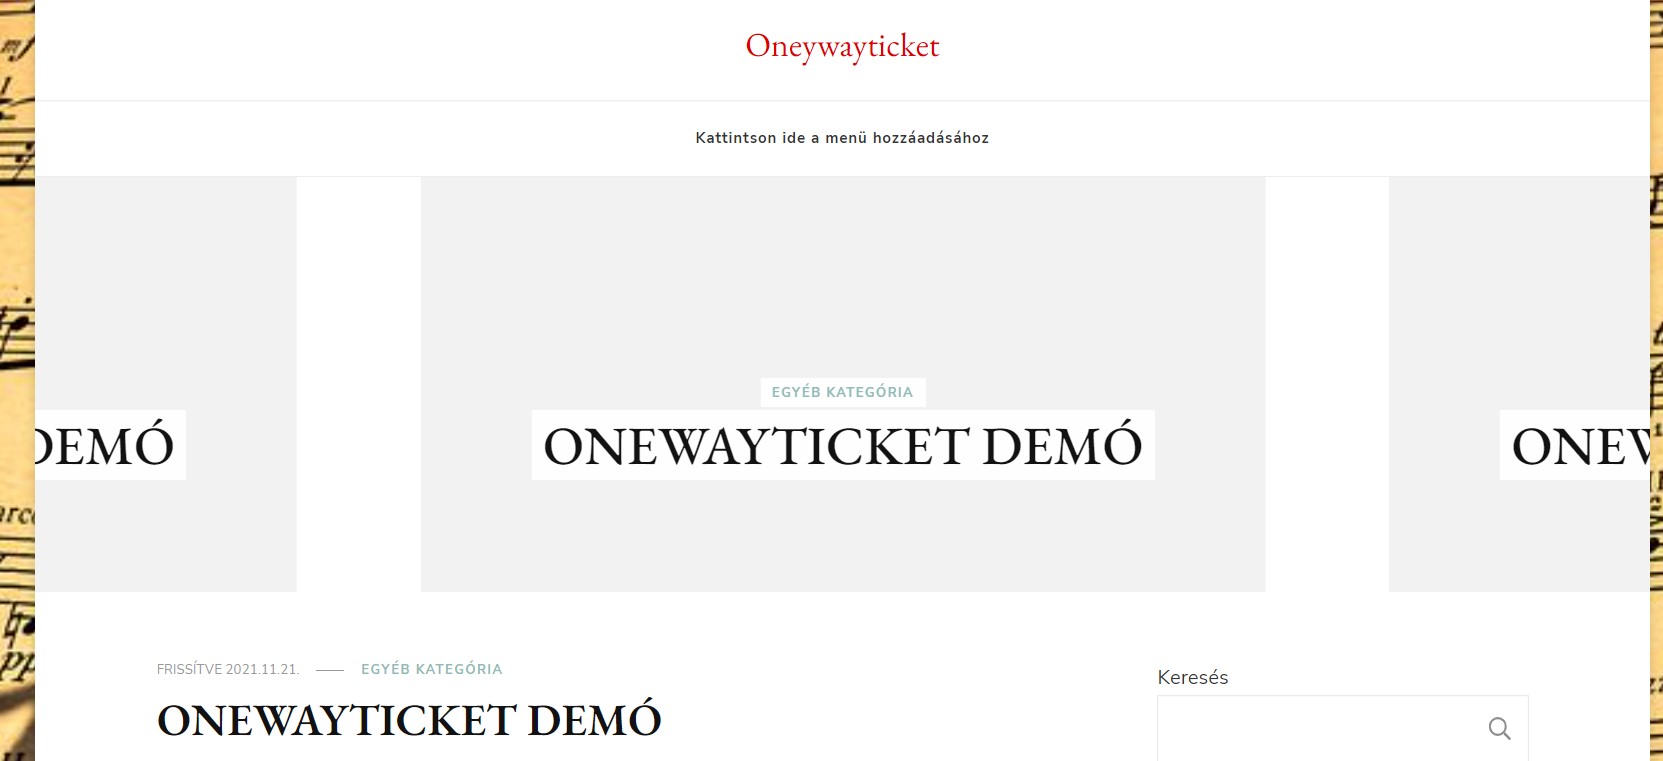 Oneywayticket
Kattintson ide a menü hozzáadásához
EGYÉB KATEGÓRIA
DEMÓ
ONEWAYTICKET DEMÓ
ONEW
FRISSÍTVE 2021.11.21.
EGYÉB KATEGÓRIA
ONEWAYTICKET DEMÓ
Keresés